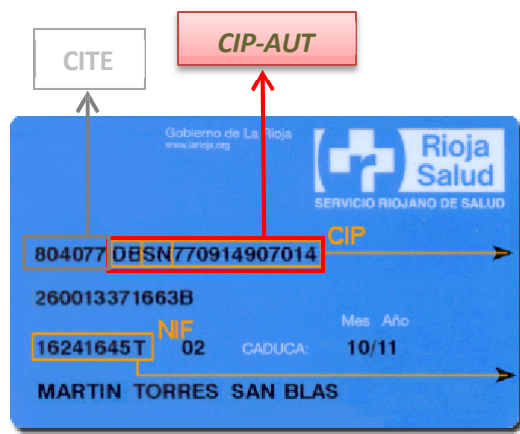 CITE
CIP-AUT
Gobierno de La Rioja
www.larioja.org
Rioja
Salud
SERVICIO RIOJANO DE SALUD
CIP
804077 DBSN770914907014
260013371663B
NIF
Mes Año
16241645T 02 CADUCA: 10/11
MARTIN TORRES SAN BLAS